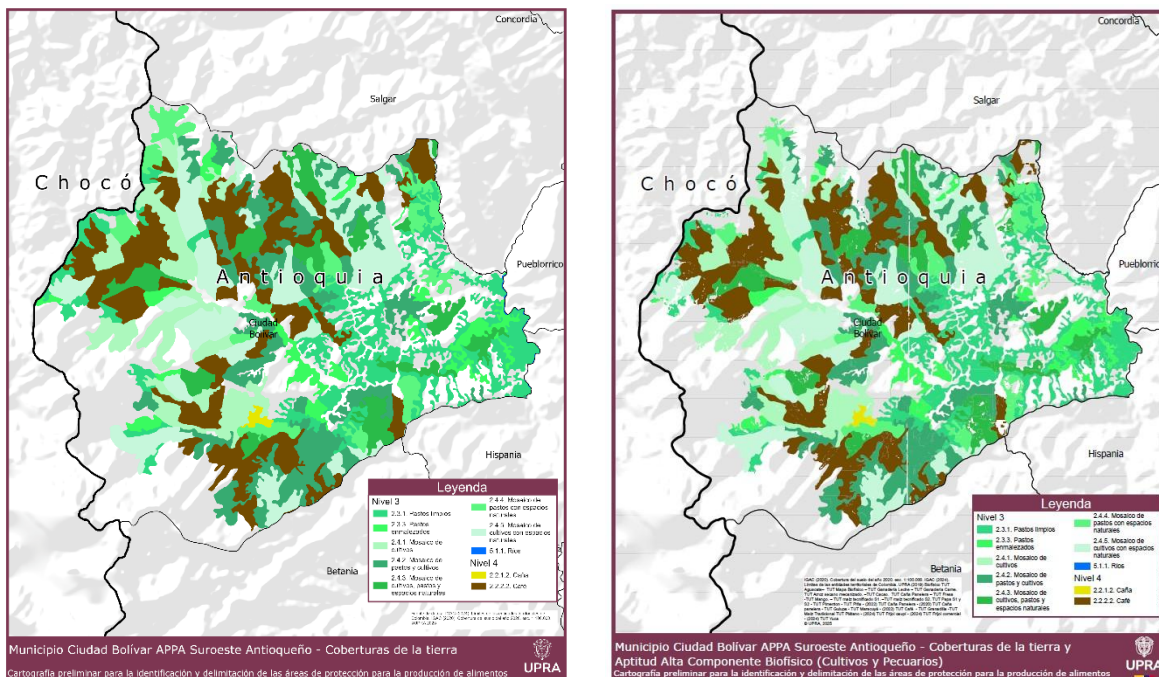 Concordia
Salgar
Chocó
Pueblorrico
Antioquia
Ciudad
Bolívar
Hispania
Betania
Leyenda
Nivel 3
2.3.1. Pastos limpios
2.3.3. Pastos
enmalezados
2.4.1. Mosaico de
cultivos
2.4.2. Mosaico de
pastos y cultivos
2.4.3. Mosaico de
cultivos, pastos y
espacios naturales
2.4.4. Mosaico de
pastos con espacios
naturales
2.4.5. Mosaico de
cultivos con espacios
naturales
5.1.1. Ríos
Nivel 4
2.2.1.2. Caña
2.2.2.2. Café
Municipio Ciudad Bolívar APPA Suroeste Antioqueño - Coberturas de la tierra
Cartografía preliminar para la identificación y delimitación de las áreas de protección para la producción de alimentos
UPRA
Concordia
Salgar
Chocó
Pueblorrico
Antioquia
Ciudad
Bolívar
Hispania
Betania
Leyenda
Nivel 3
2.3.1. Pastos limpios
2.3.3. Pastos
enmalezados
2.4.1. Mosaico de
cultivos
2.4.2. Mosaico de
pastos y cultivos
2.4.3. Mosaico de
cultivos, pastos y
espacios naturales
2.4.4. Mosaico de
pastos con espacios
naturales
2.4.5. Mosaico de
cultivos con espacios
naturales
5.1.1. Ríos
Nivel 4
2.2.1.2. Caña
2.2.2.2. Café
© UPRA, 2025
Municipio Ciudad Bolívar APPA Suroeste Antioqueño - Coberturas de la tierra y
Aptitud Alta Componente Biofísico (Cultivos y Pecuarios)
Cartografía preliminar para la identificación y delimitación de las áreas de protección para la producción de alimentos
UPRA